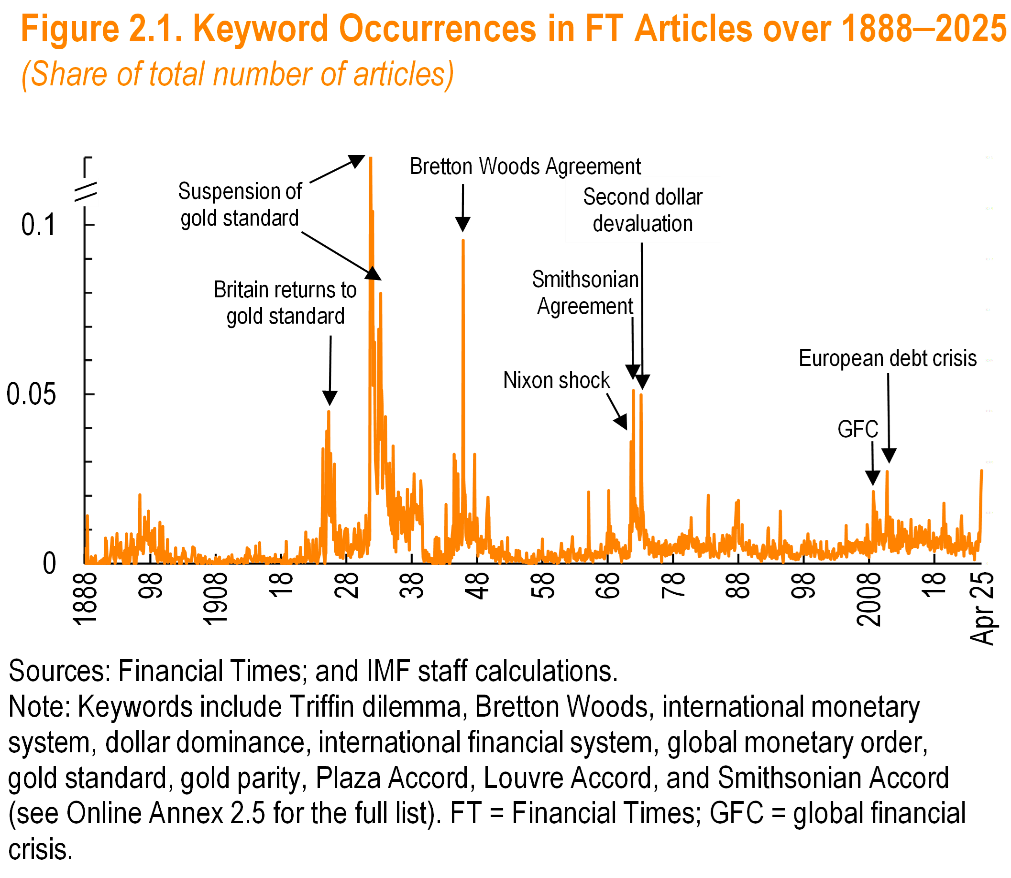 Figure 2.1. Keyword Occurrences in FT Articles over 1888–2025
(Share of total number of articles)
Bretton Woods Agreement
Suspension of
gold standard
Second dollar
devaluation
0.1
Smithsonian
Agreement
Britain returns to
gold standard
European debt crisis
Nixon shock
0.05
GFC
0
1888
98
1908
18
28
38
48
58
68
78
88
98
2008
18
Apr 25
Sources: Financial Times; and IMF staff calculations.
Note: Keywords include Triffin dilemma, Bretton Woods, international monetary
system, dollar dominance, international financial system, global monetary order,
gold standard, gold parity, Plaza Accord, Louvre Accord, and Smithsonian Accord
(see Online Annex 2.5 for the full list). FT = Financial Times; GFC = global financial
crisis.